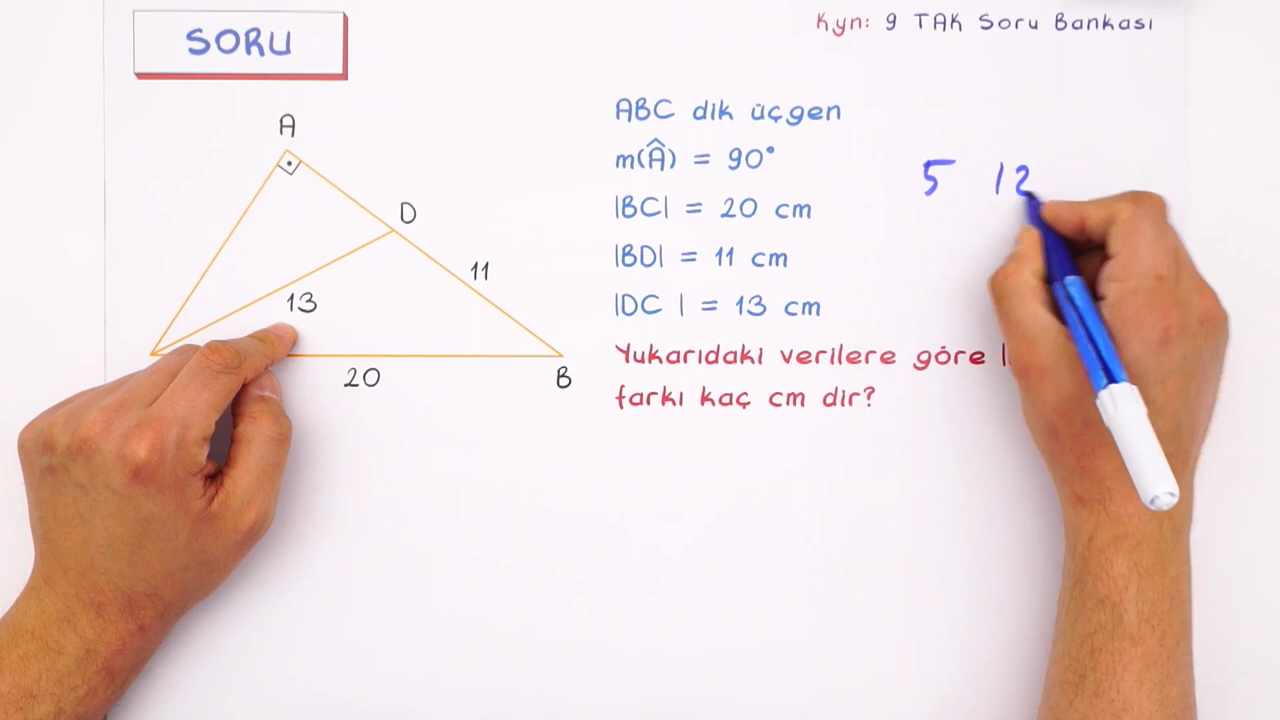 SORU
Kyn: 9 TAK Soru Bankası
A
D
11
13
20
B
ABC dik üçgen
m(Â) = 90°
|BC| = 20 cm
|BD| = 11 cm
|DC | = 13 cm
Yukarıdaki verilere göre
farkı kaç cm dir?
5 12